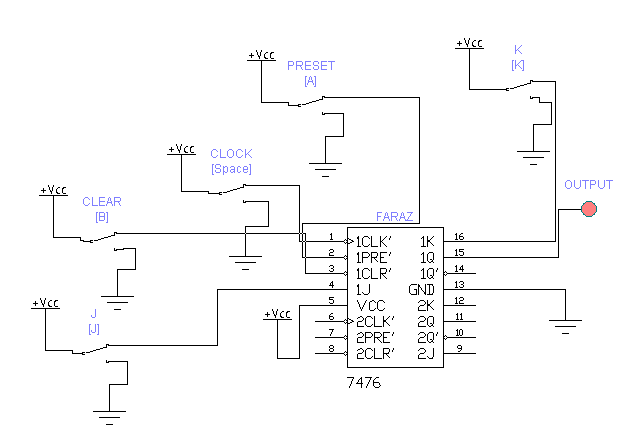 +Vcc
K
[K]
+Vcc
PRESET
[A]
+Vcc
CLOCK
[Space]
OUTPUT
+Vcc
CLEAR
[B]
FARAZ
1 1CLK' 1K 16
2 1PRE' 1Q 15
3 1CLR' 1Q' 14
4 1J GND 13
5 VCC 2K 12
6 2CLK' 2Q 11
7 2PRE' 2Q' 10
8 2CLR' 2J 9
+Vcc
J
[J]
+Vcc
7476